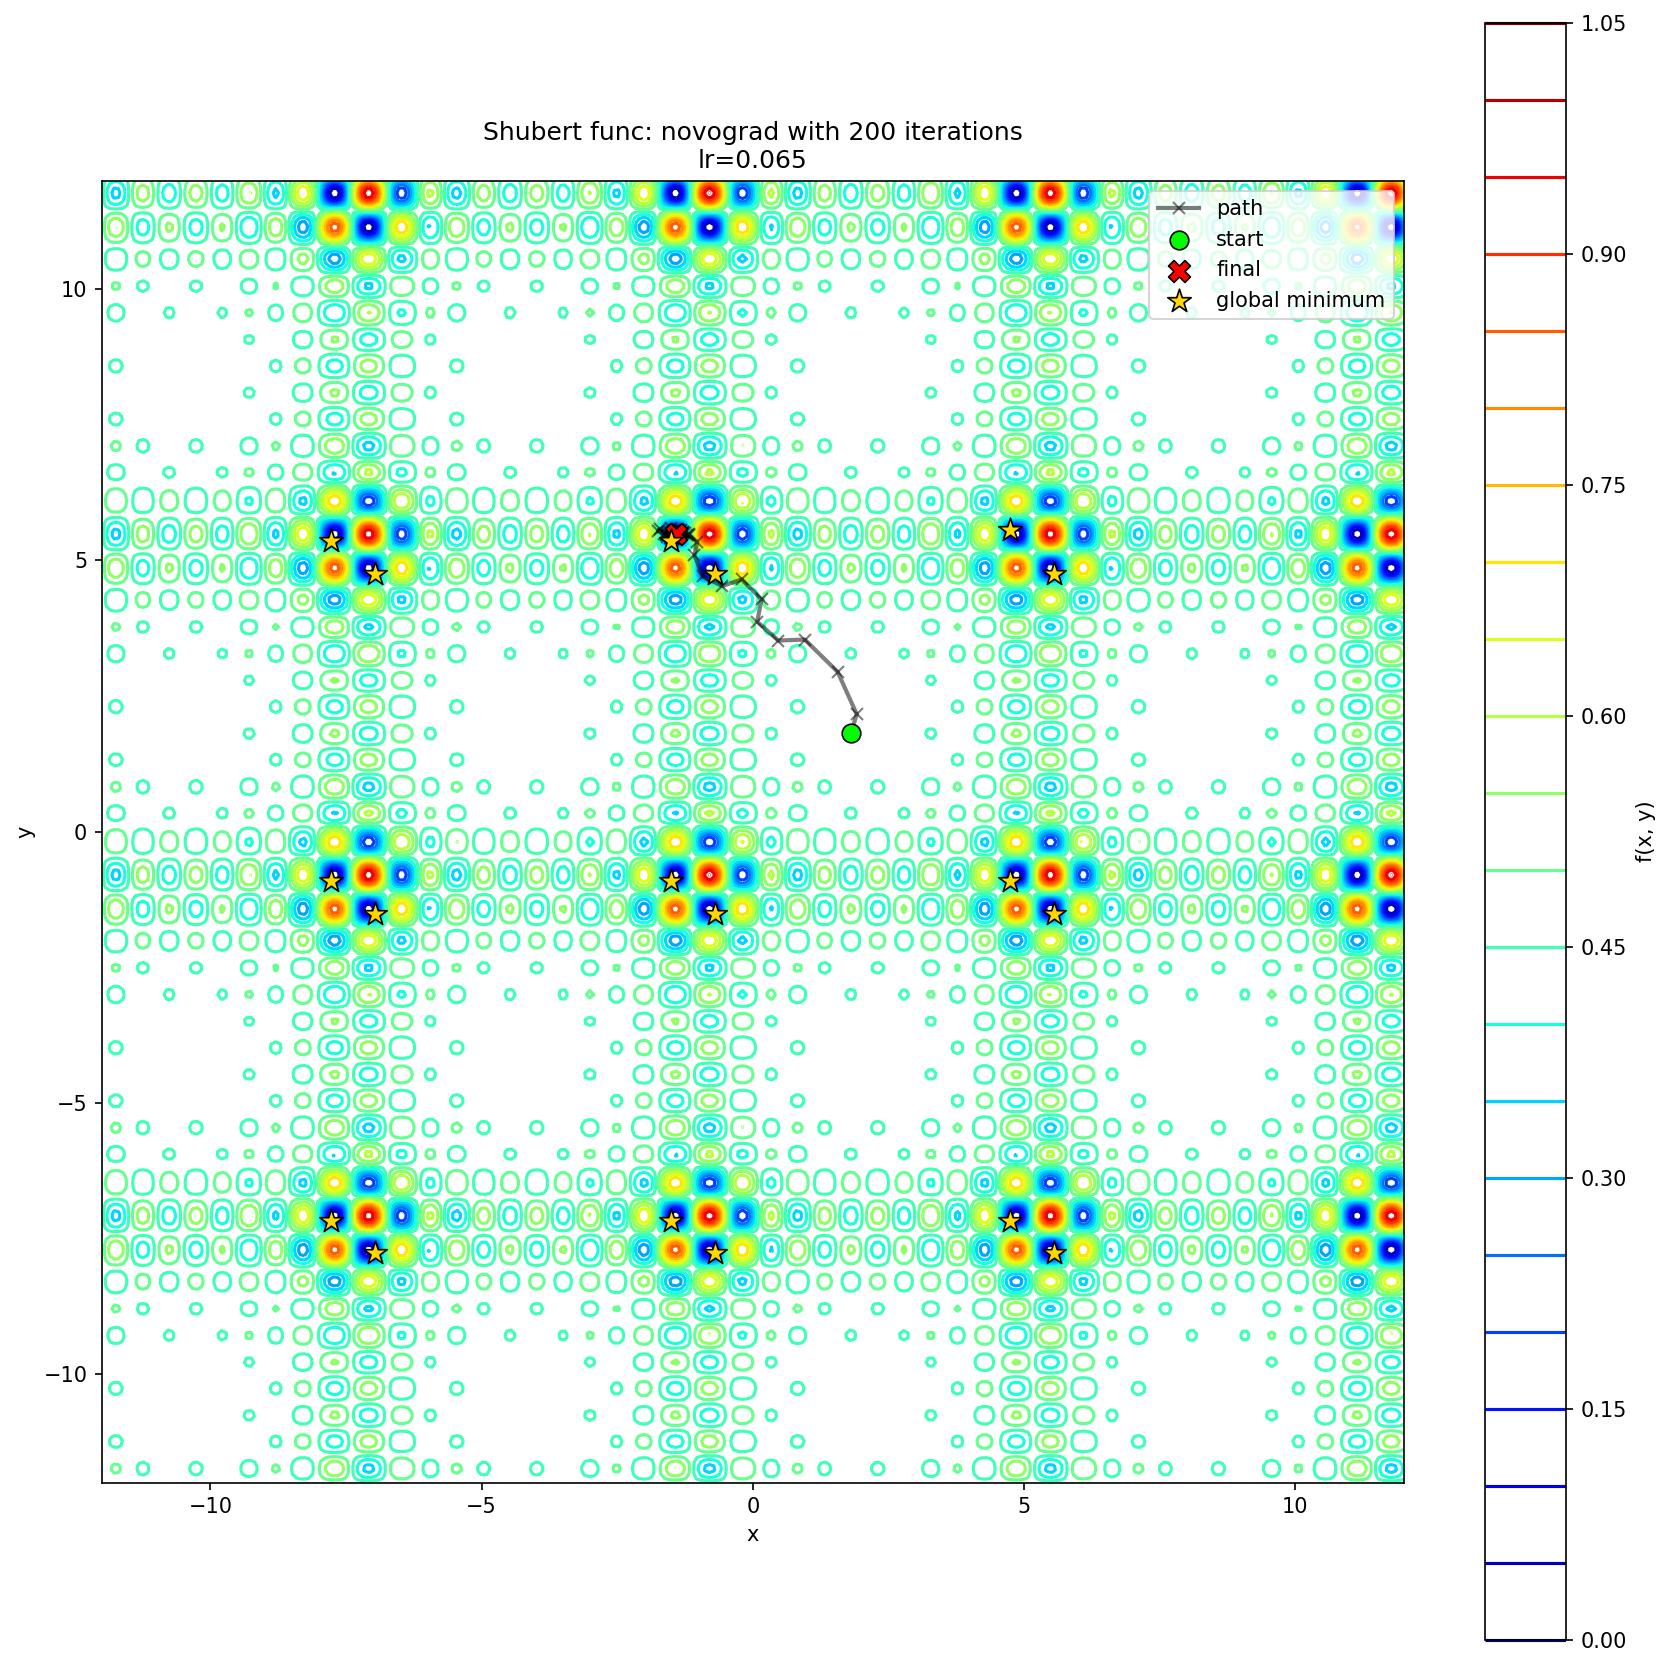 Shubert func: novograd with 200 iterations
lr=0.065
path
start
final
global minimum
10
5
0
−5
−10
y
−10
−5
0
5
10
x
1.05
0.90
0.75
0.60
0.45
0.30
0.15
0.00
f(x, y)